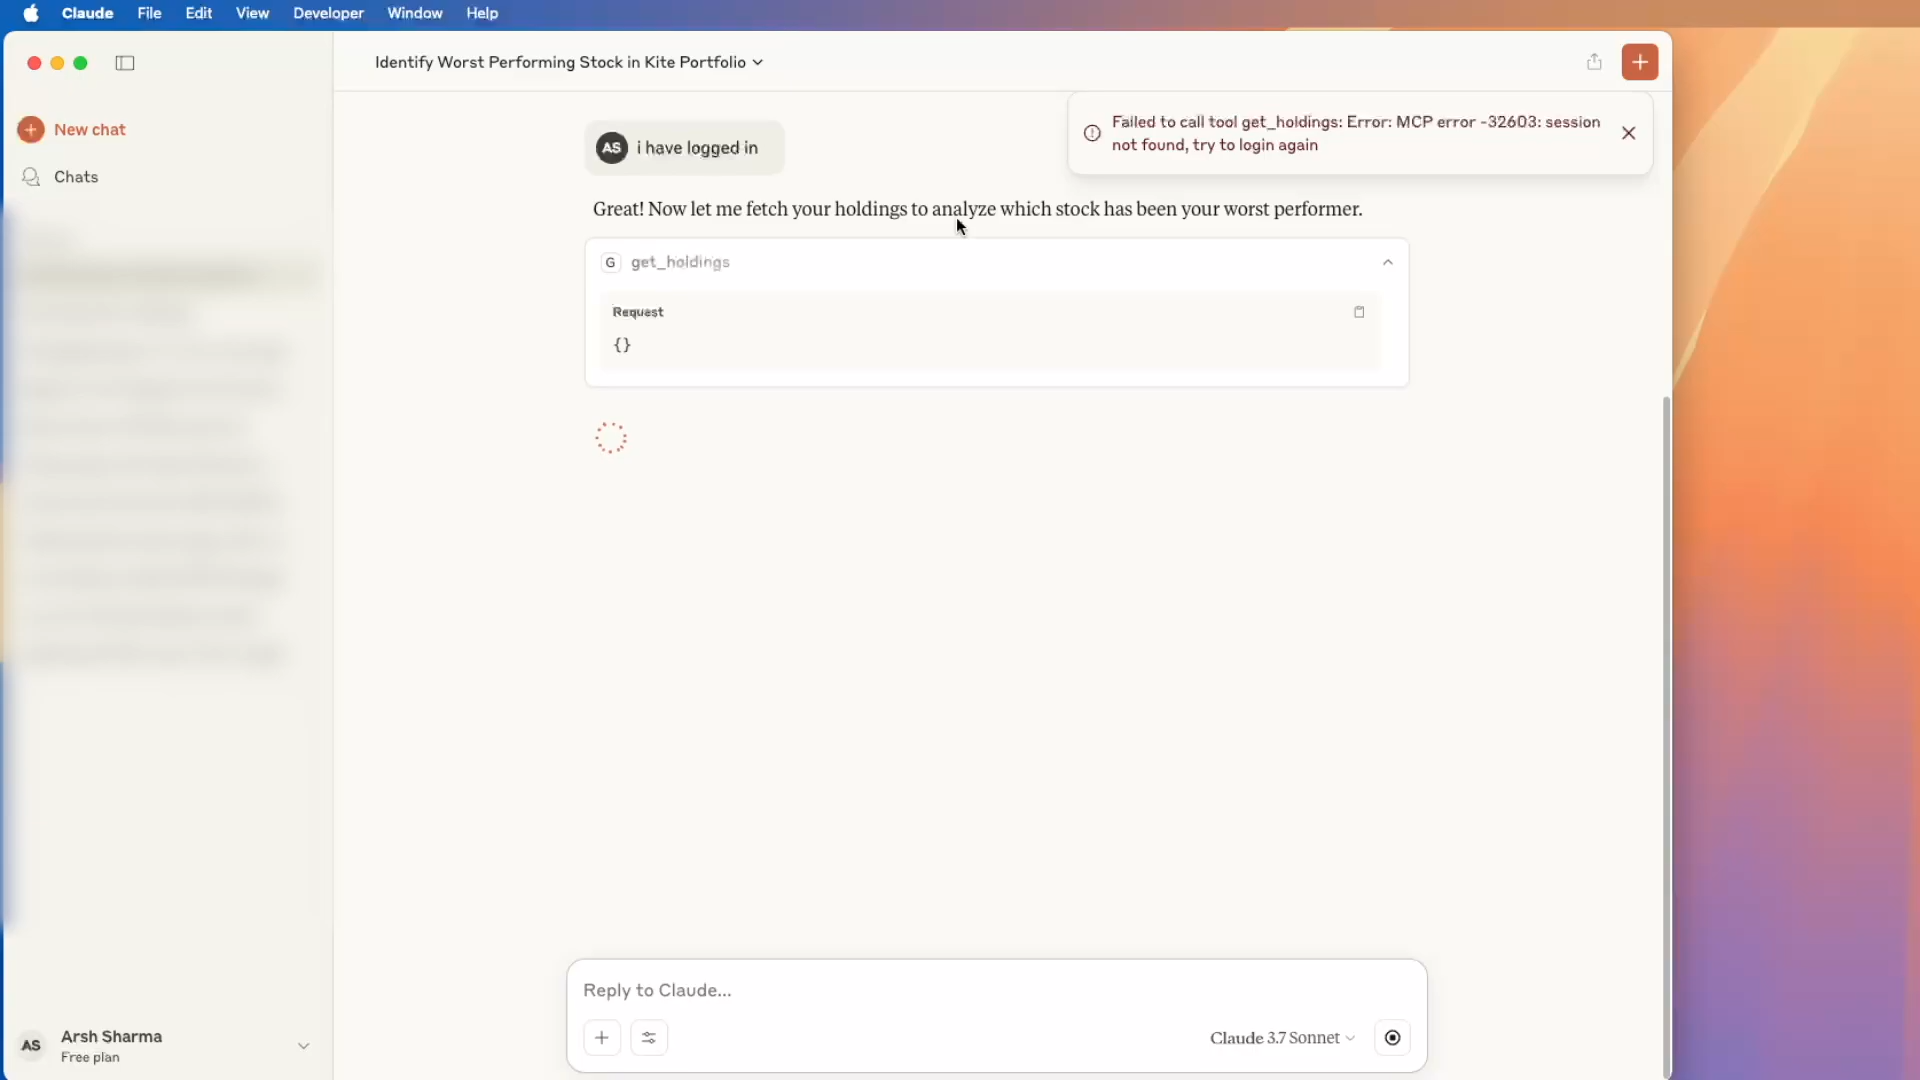 Claude File Edit View Developer Window Help
Identify Worst Performing Stock in Kite Portfolio
New chat
Chats
Failed to call tool get_holdings: Error: MCP error -32603: session
not found, try to login again
AS i have logged in
Great! Now let me fetch your holdings to analyze which stock has been your worst performer.
G get_holdings
Request
{}
Reply to Claude...
Claude 3.7 Sonnet
AS Arsh Sharma
Free plan